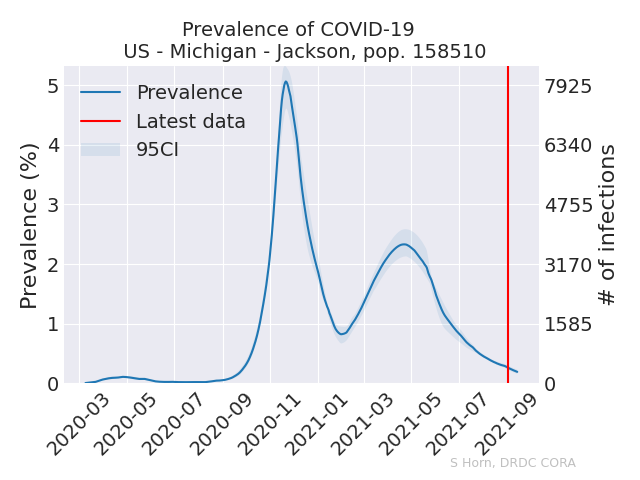 Prevalence of COVID-19
US - Michigan - Jackson, pop. 158510
Prevalence
Latest data
95CI
Prevalence (%)
5
4
3
2
1
0
7925
6340
4755
3170
1585
0
# of infections
2020-03
2020-05
2020-07
2020-09
2020-11
2021-01
2021-03
2021-05
2021-07
2021-09
S Horn, DRDC CORA